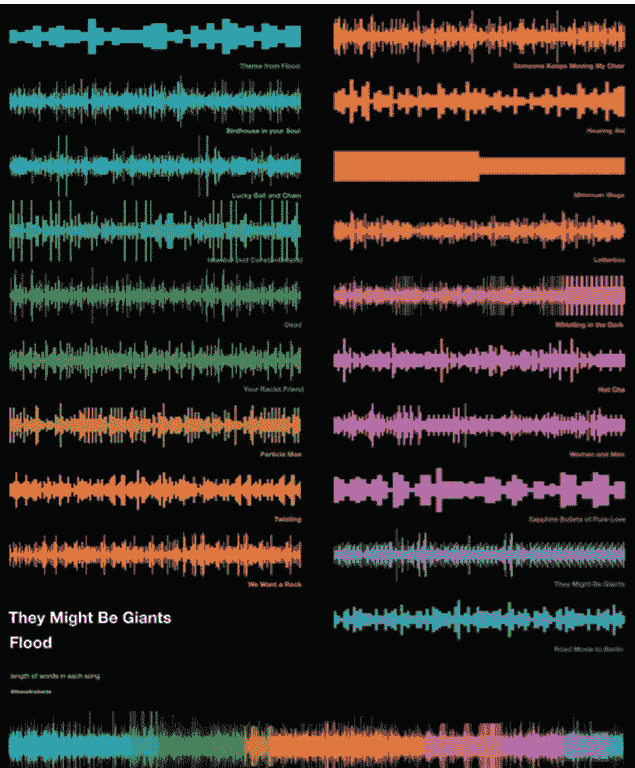 Theme from Flood
Birdhouse in your Soul
Lucky Ball and Chain
Istanbul (not Constantinople)
Dead
Your Racist Friend
Particle Man
Twisting
We Want a Rock
Someone Keeps Moving My Chair
Hearing Aid
Minimum Wage
Letterbox
Whistling in the Dark
Hot Cha
Women and Men
Sapphire Bullets of Pure Love
They Might Be Giants
Road Movie to Berlin
They Might Be Giants
Flood
length of words in each song